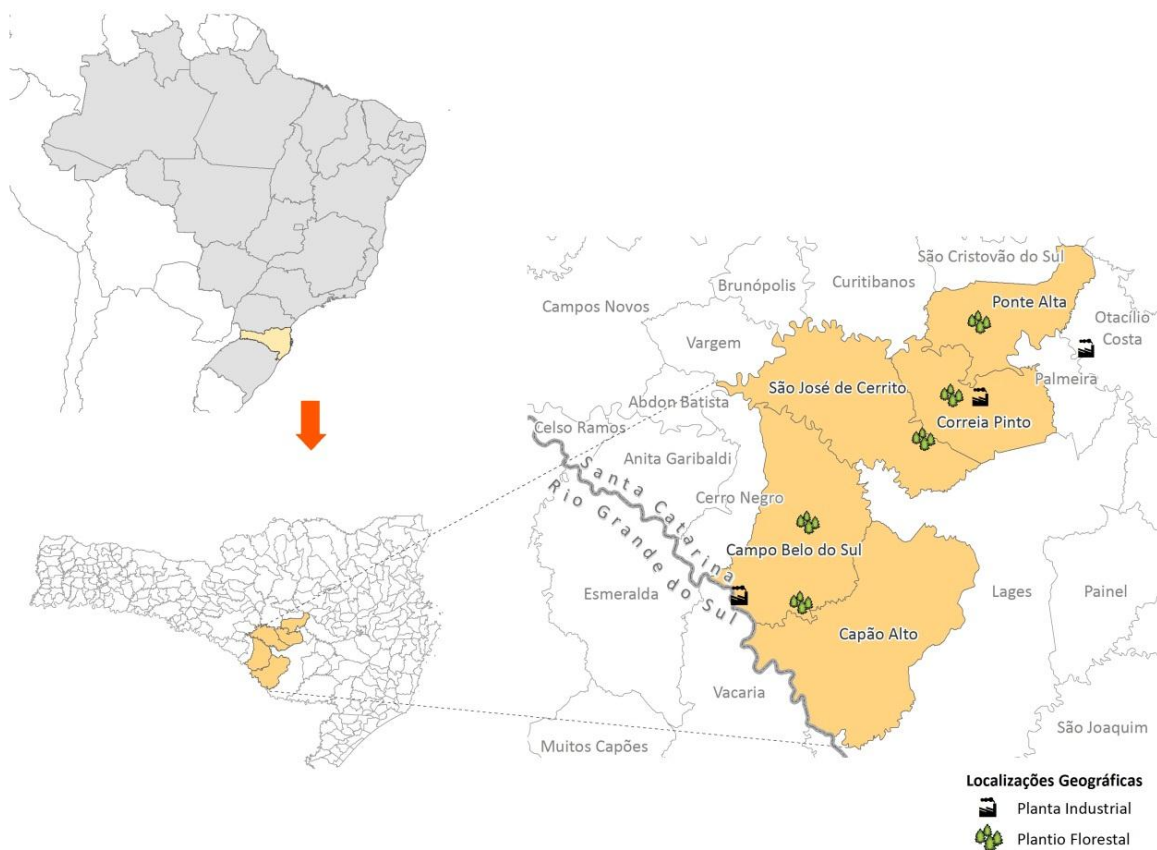 São Cristovão do Sul
Brunópolis
Curitibanos
Campos Novos
Ponte Alta
Otacílio
Costa
Vargem
Palmeira
São José de Cerrito
Abdon Batista
Correia Pinto
Celso Ramos
Anita Garibaldi
Santa Catarina
Rio Grande do Sul
Cerro Negro
Campo Belo do Sul
Esmeralda
Lages
Painel
Capão Alto
Vacaria
São Joaquim
Muitos Capões
Localizações Geográficas
Planta Industrial
Plantio Florestal